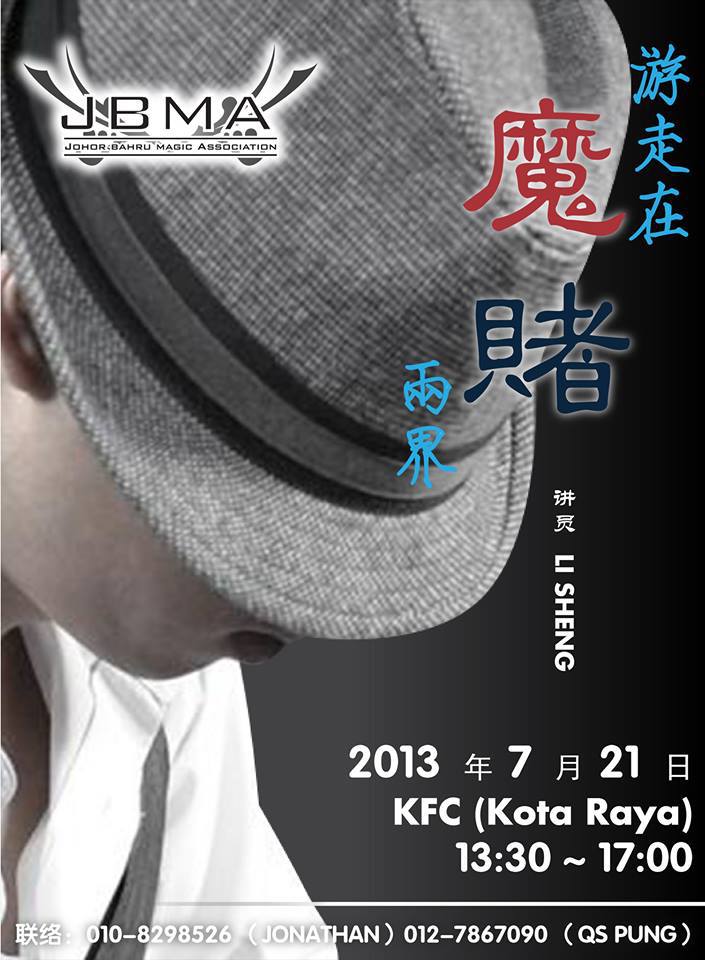 JBMA
JOHOR BAHRU MAGIC ASSOCIATION
游走在
魔
賭
兩界
讲员 LI SHENG
2013 年 7 月 21 日
KFC (Kota Raya)
13:30 ~ 17:00
联络：010-8298526（JONATHAN）012-7867090（QS PUNG）